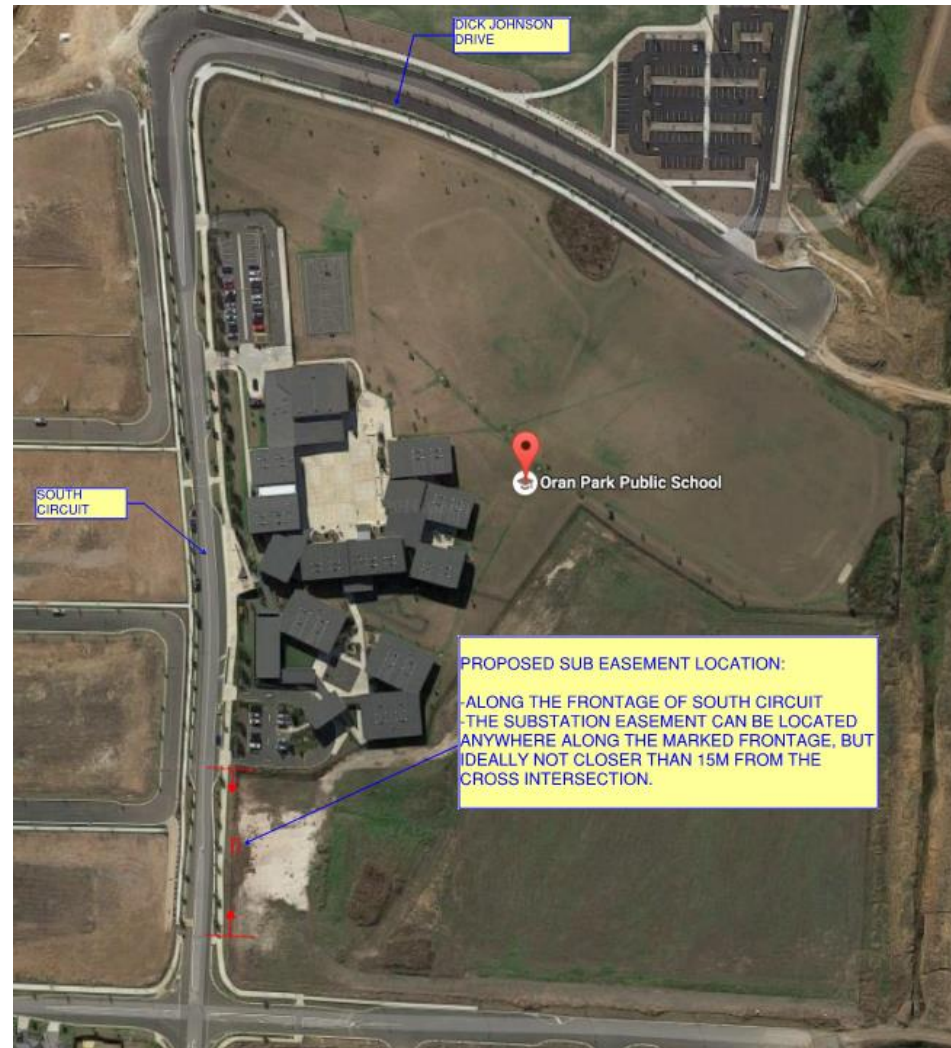 DICK JOHNSON
DRIVE
Oran Park Public School
SOUTH
CIRCUIT
PROPOSED SUB EASEMENT LOCATION:
-ALONG THE FRONTAGE OF SOUTH CIRCUIT
-THE SUBSTATION EASEMENT CAN BE LOCATED
ANYWHERE ALONG THE MARKED FRONTAGE, BUT
IDEALLY NOT CLOSER THAN 15M FROM THE
CROSS INTERSECTION.